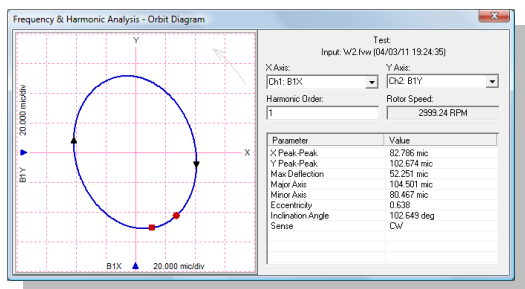 Frequency & Harmonic Analysis - Orbit Diagram
Y
X
20.000 mic/div
B1Y
B1X 20.000 mic/div
Test:
Input: W2.fvw (04/03/11 19:24:35)
X Axis: Y Axis:
Ch1: B1X Ch2: B1Y
Harmonic Order: Rotor Speed:
1 2999.24 RPM
Parameter Value
X Peak-Peak 82.786 mic
Y Peak-Peak 102.674 mic
Max Deflection 52.251 mic
Major Axis 104.501 mic
Minor Axis 80.467 mic
Eccentricity 0.638
Inclination Angle 102.649 deg
Sense CW